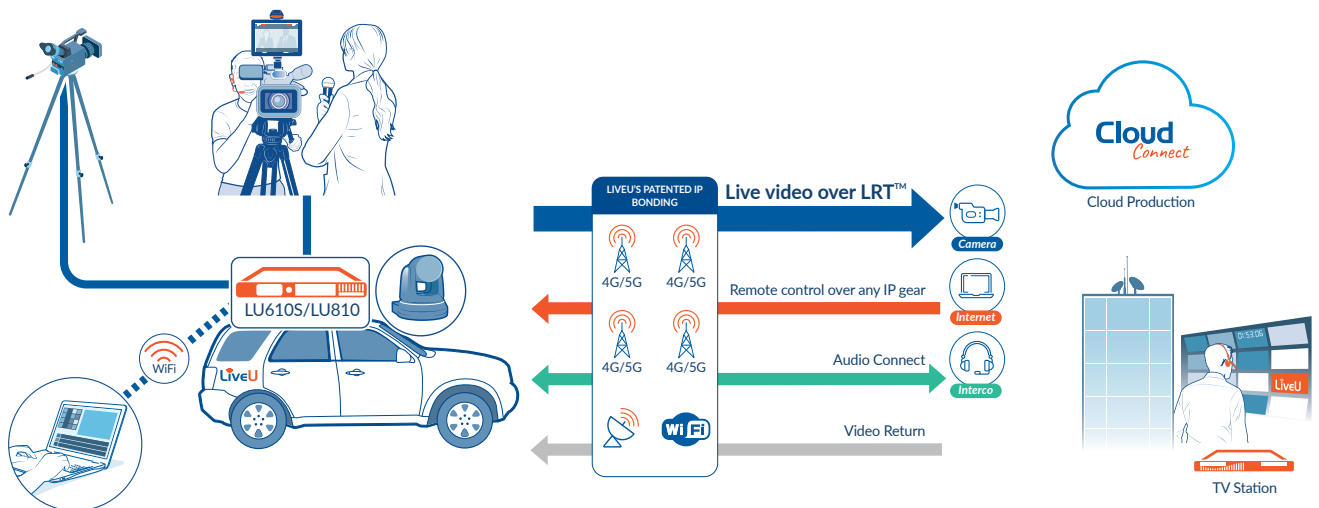 LIVEU'S PATENTED IP
BONDING
Live video over LRT™
Camera
4G/5G
4G/5G
Remote control over any IP gear
Internet
4G/5G
4G/5G
Audio Connect
Interco
Wi Fi
Video Return
LU610S/LU810
WiFi
LiveU
Cloud
Connect
Cloud Production
01:53:06
LiveU
TV Station